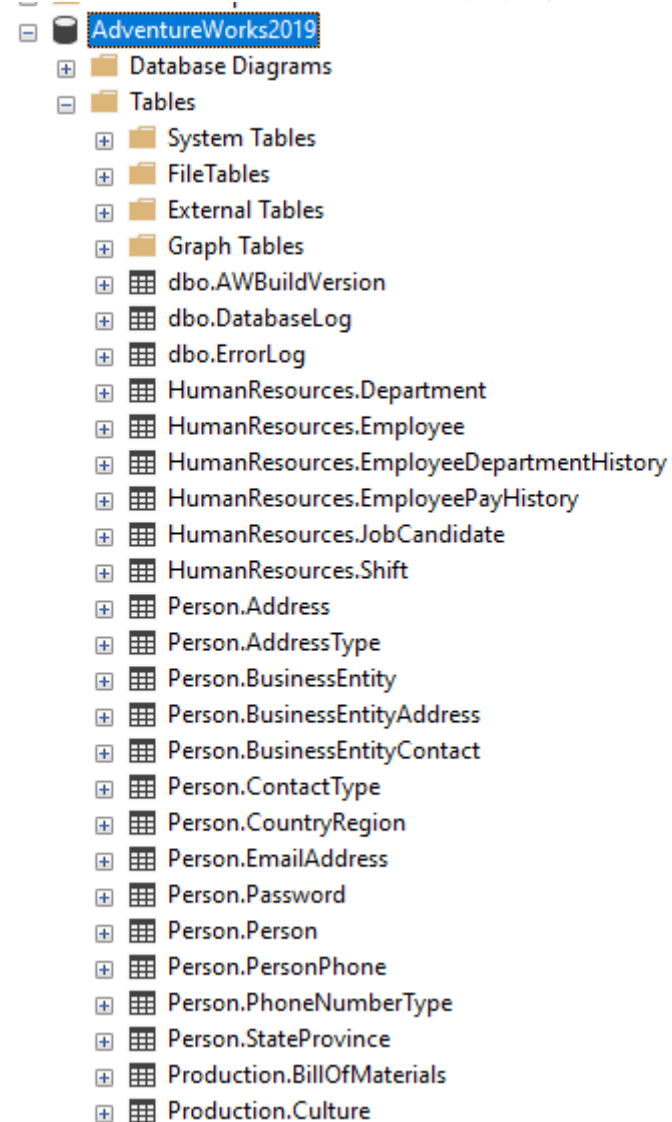 AdventureWorks2019
Database Diagrams
Tables
System Tables
FileTables
External Tables
Graph Tables
dbo.AWBuildVersion
dbo.DatabaseLog
dbo.ErrorLog
HumanResources.Department
HumanResources.Employee
HumanResources.EmployeeDepartmentHistory
HumanResources.EmployeePayHistory
HumanResources.JobCandidate
HumanResources.Shift
Person.Address
Person.AddressType
Person.BusinessEntity
Person.BusinessEntityAddress
Person.BusinessEntityContact
Person.ContactType
Person.CountryRegion
Person.EmailAddress
Person.Password
Person.Person
Person.PersonPhone
Person.PhoneNumberType
Person.StateProvince
Production.BillOfMaterials
Production.Culture